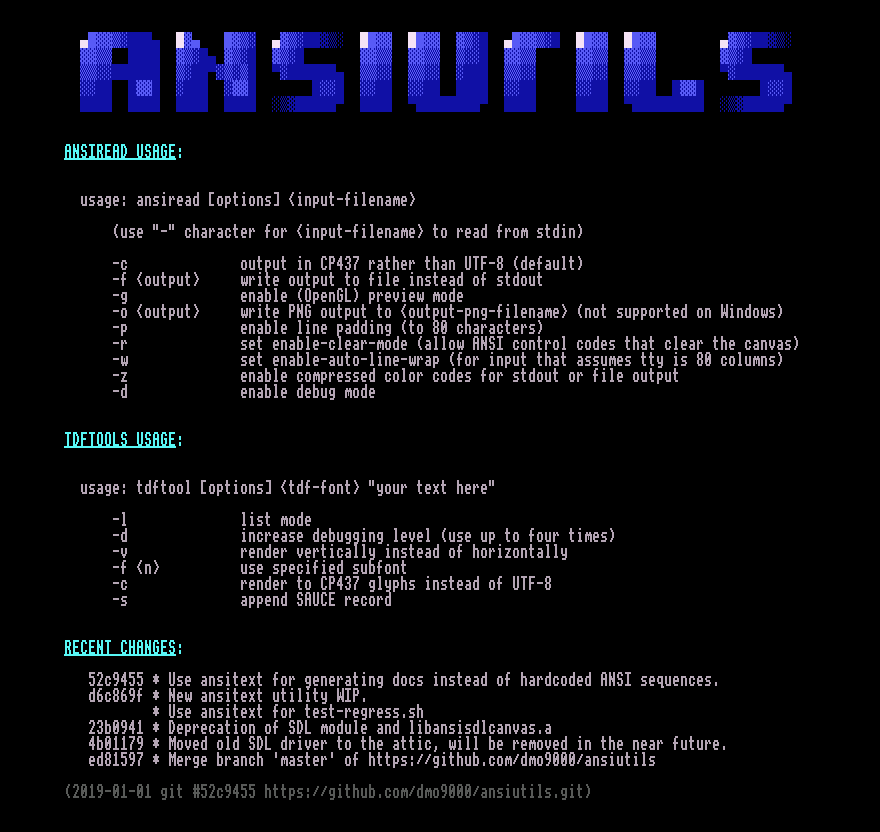 ANSIUTILS
ANSIREAD USAGE:
usage: ansiread [options] <input-filename>
(use "-" character for <input-filename> to read from stdin)
-c output in CP437 rather than UTF-8 (default)
-f <output> write output to file instead of stdout
-g enable (OpenGL) preview mode
-o <output> write PNG output to <output-png-filename> (not supported on Windows)
-p enable line padding (to 80 characters)
-r set enable-clear-mode (allow ANSI control codes that clear the canvas)
-w set enable-auto-line-wrap (for input that assumes tty is 80 columns)
-z enable compressed color codes for stdout or file output
-d enable debug mode
TDFTOOLS USAGE:
usage: tdftool [options] <tdf-font> "your text here"
-l list mode
-d increase debugging level (use up to four times)
-v render vertically instead of horizontally
-f <n> use specified subfont
-c render to CP437 glyphs instead of UTF-8
-s append SAUCE record
RECENT CHANGES:
52c9455 * Use ansitext for generating docs instead of hardcoded ANSI sequences.
d6c869f * New ansitext utility WIP.
* Use ansitext for test-regress.sh
23b0941 * Deprecation of SDL module and libansisdlcanvas.a
4b01179 * Moved old SDL driver to the attic, will be removed in the near future.
ed81597 * Merge branch 'master' of https://github.com/dmo9000/ansiutils
(2019-01-01 git #52c9455 https://github.com/dmo9000/ansiutils.git)